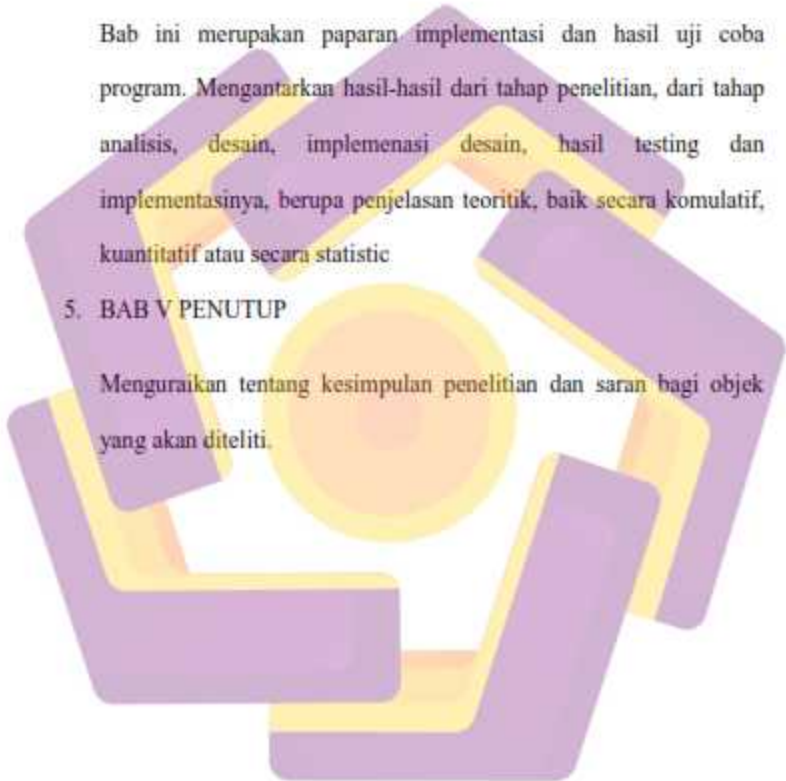 Bab ini merupakan paparan implementasi dan hasil uji coba
program. Mengantarkan hasil-hasil dari tahap penelitian, dari tahap
analisis, desain, implemenasi desain, hasil testing dan
implementasinya, berupa penjelasan teoritik, baik secara komulatif,
kuantitatif atau secara statistic
5. BAB V PENUTUP
Menguraikan tentang kesimpulan penelitian dan saran bagi objek
yang akan diteliti.